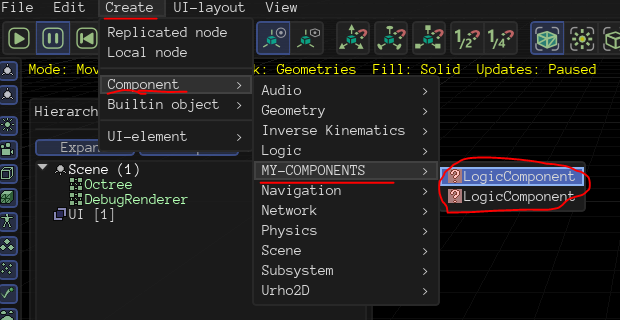 File Edit Create UI-layout View
Replicated node
Local node
Mode: Mov k: Geometries Fill: Solid Updates: Paused
Component
Builtin object
UI-element
Audio
Geometry
Inverse Kinematics
Logic
MY-COMPONENTS
Navigation
Network
Physics
Scene
Subsystem
Urho2D
LogicComponent
LogicComponent
1/2? 1/4?
Hierarch
Expan
Scene (1)
Octree
DebugRenderer
UI [1]